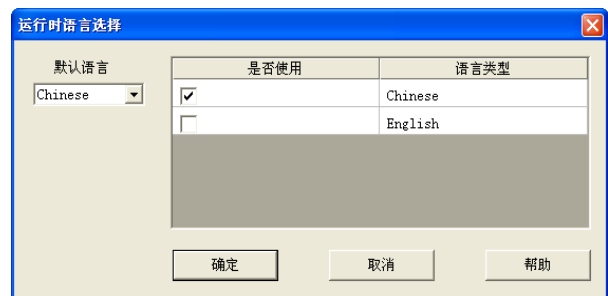 运行时语言选择
默认语言
Chinese
是否使用 语言类型
Chinese
English
确定 取消 帮助